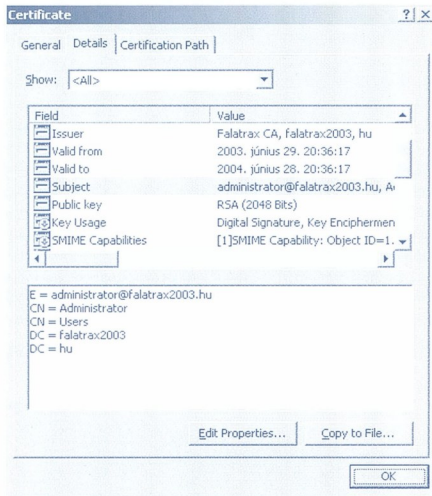 Certificate
General Details Certification Path
Show: <All>
Field Value
Issuer Falatrax CA, falatrax2003, hu
Valid from 2003. június 29. 20:36:17
Valid to 2004. június 28. 20:36:17
Subject administrator@falatrax2003.hu, A
Public key RSA (2048 Bits)
Key Usage Digital Signature, Key Enciphermen
SMIME Capabilities [1]SMIME Capability: Object ID=1.
E = administrator@falatrax2003.hu
CN = Administrator
CN = Users
DC = falatrax2003
DC = hu
Edit Properties... Copy to File...
OK